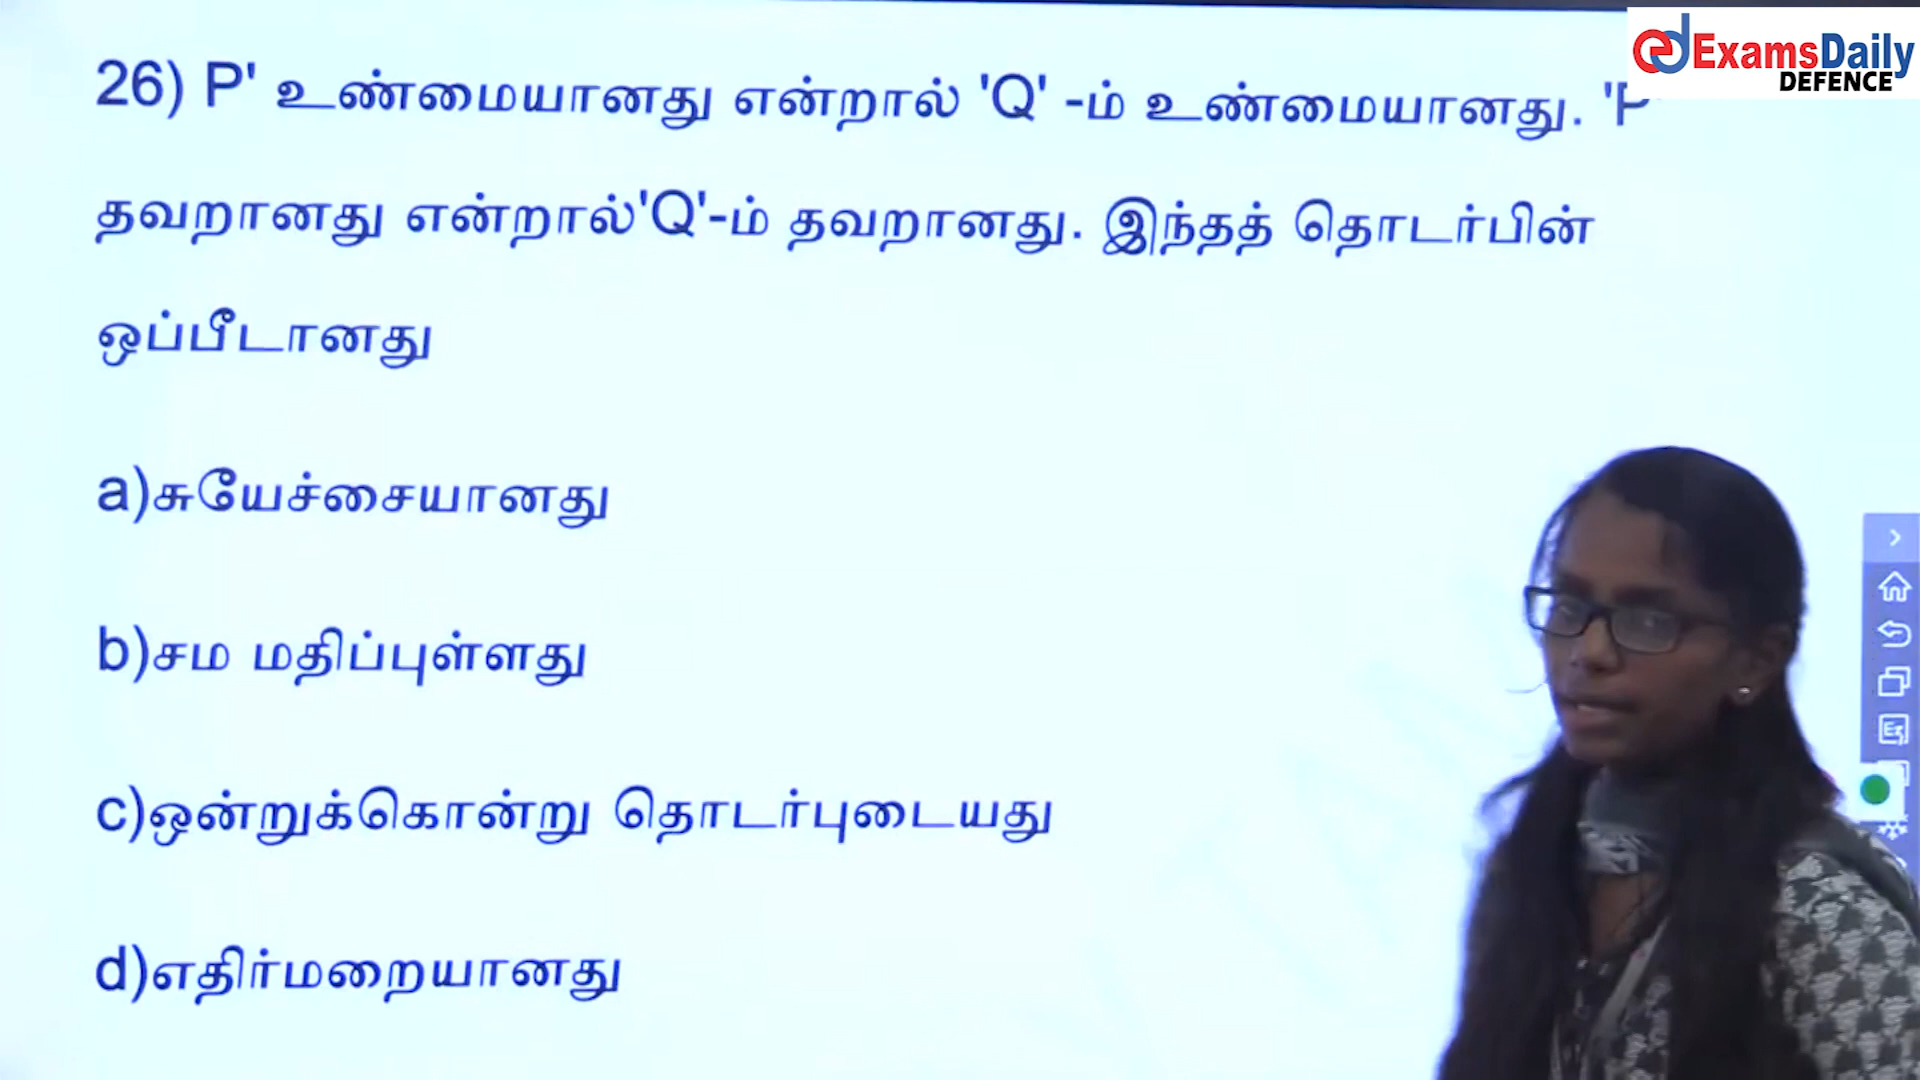 ExamsDaily
DEFENCE
26) P' உண்மையானது என்றால் 'Q' -ம் உண்மையானது. 'P'
தவறானது என்றால்'Q'-ம் தவறானது. இந்தத் தொடர்பின்
ஒப்பீடானது
a)சுயேச்சையானது
b)சம மதிப்புள்ளது
c)ஒன்றுக்கொன்று தொடர்புடையது
d)எதிர்மறையானது